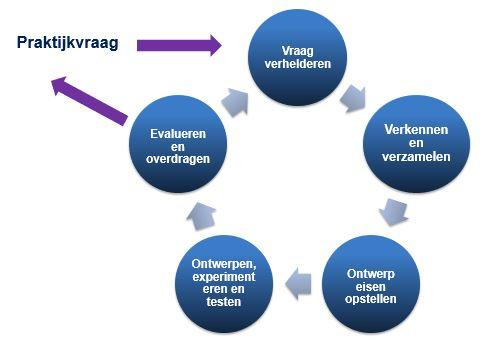 Praktijkvraag
Vraag
verhelderen
Verkennen
en
verzamelen
Ontwerp
eisen
opstellen
Ontwerpen,
experiment
eren en
testen
Evalueren
en
overdragen